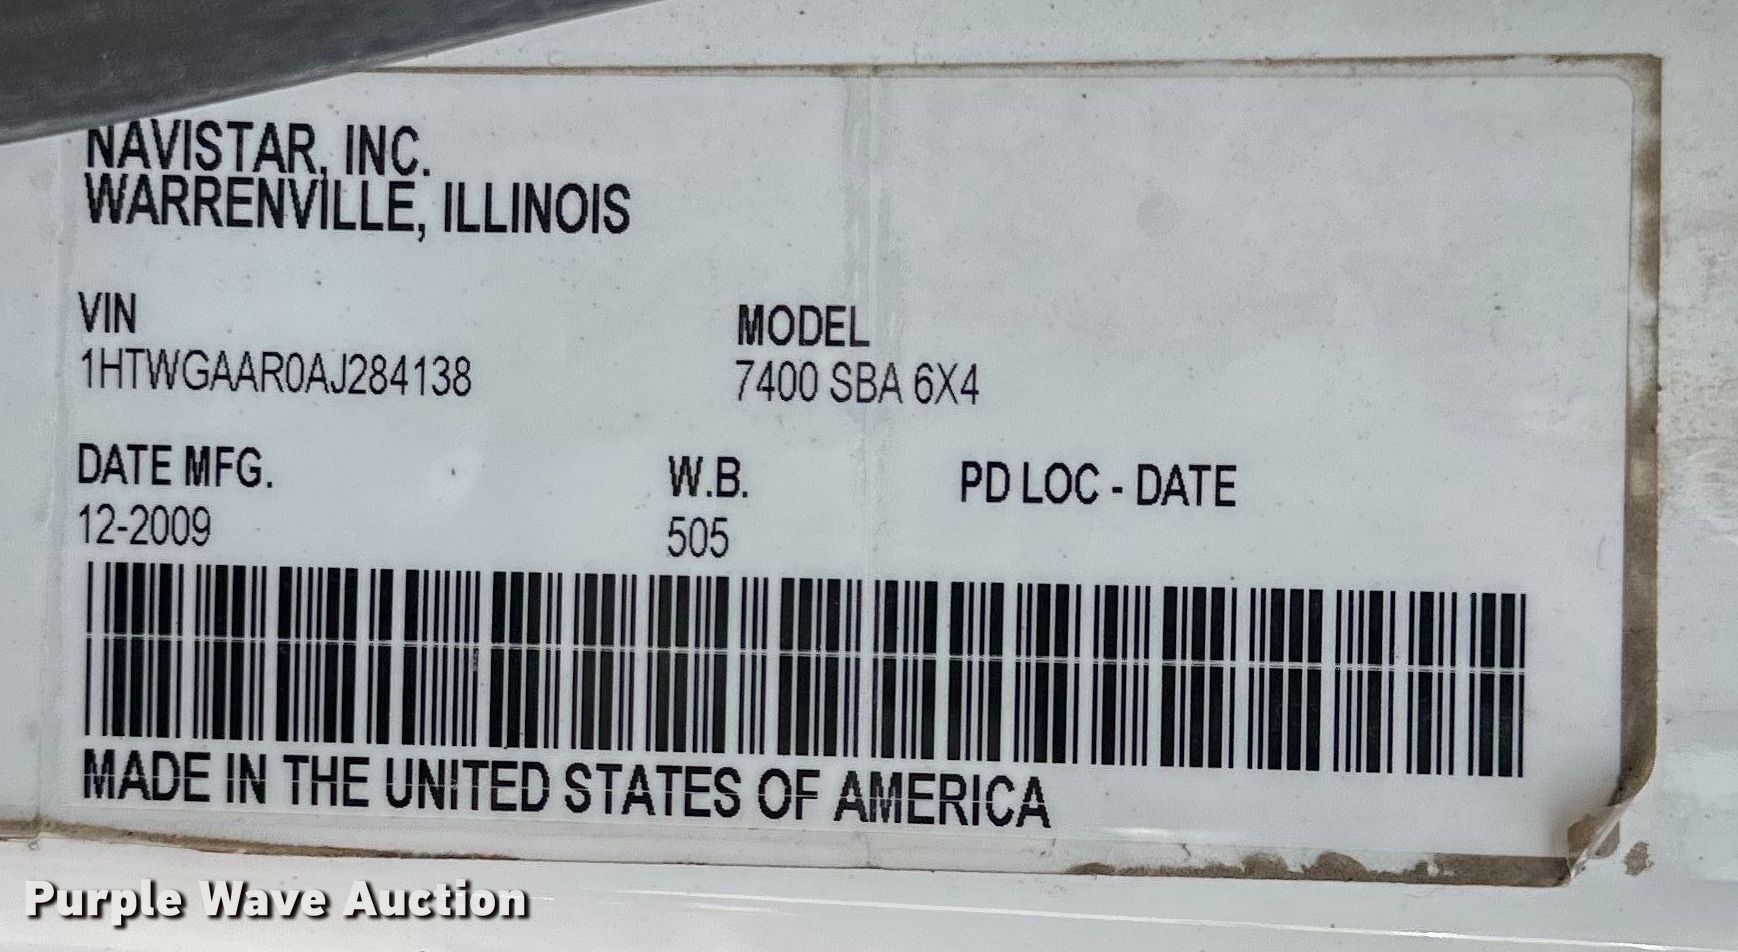 NAVISTAR, INC.
WARRENVILLE, ILLINOIS
VIN
1HTWGAAR0AJ284138
MODEL
7400 SBA 6X4
DATE MFG.
12-2009
W.B.
505
PD LOC - DATE
MADE IN THE UNITED STATES OF AMERICA
Purple Wave Auction